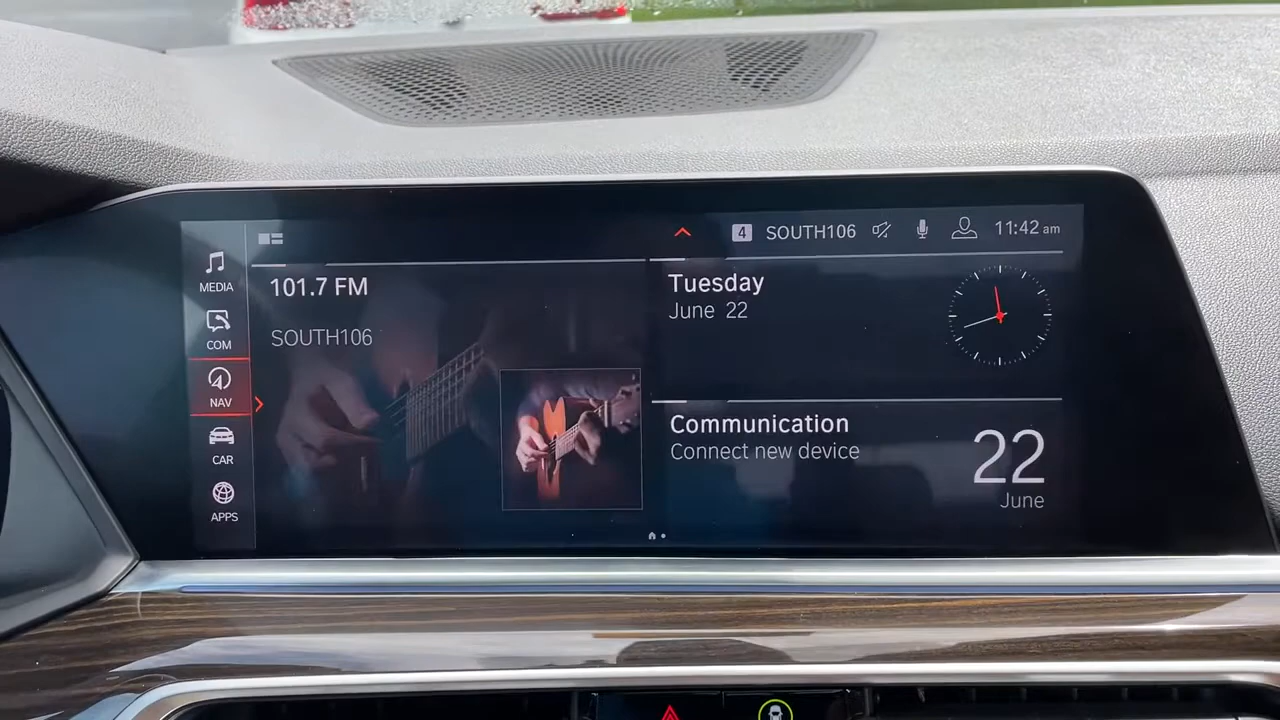 MEDIA
COM
NAV
CAR
APPS
101.7 FM
SOUTH106
4 SOUTH106 11:42 am
Tuesday
June 22
Communication
Connect new device
22
June